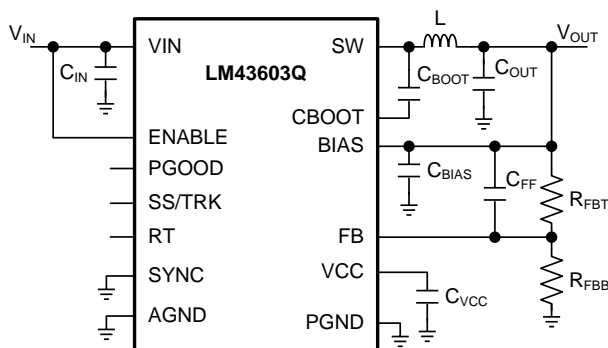 VIN
L
VOUT
VIN
SW
CIN
LM43603Q
CBOOT
COUT
CBOOT
ENABLE
BIAS
PGOOD
CBIAS
CFF
RFBT
SS/TRK
RT
FB
SYNC
VCC
RFBB
CVCC
AGND
PGND